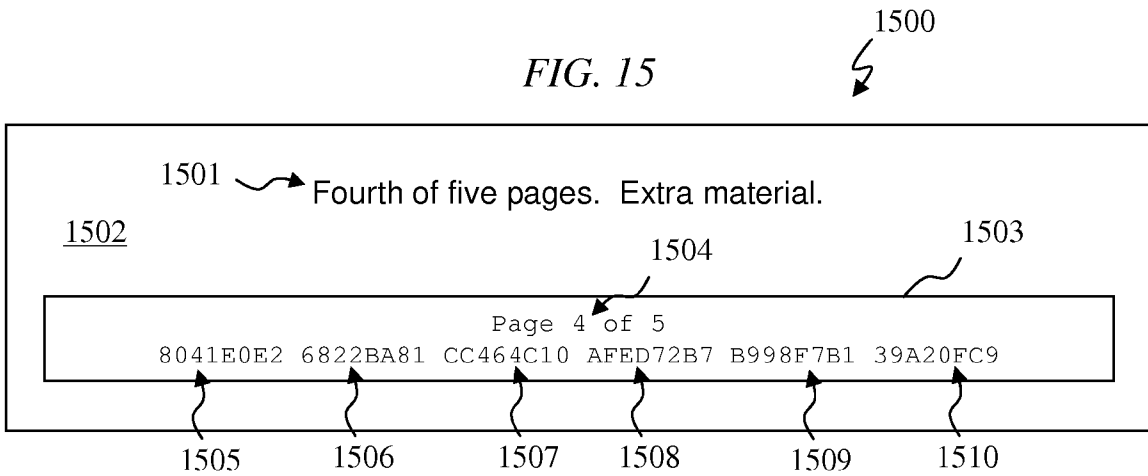 1500
FIG. 15
1501
Fourth of five pages. Extra material.
1502
1504
1503
Page 4 of 5
8041E0E2 6822BA81 CC464C10 AFED72B7 B998F7B1 39A20FC9
1505 1506 1507 1508 1509 1510